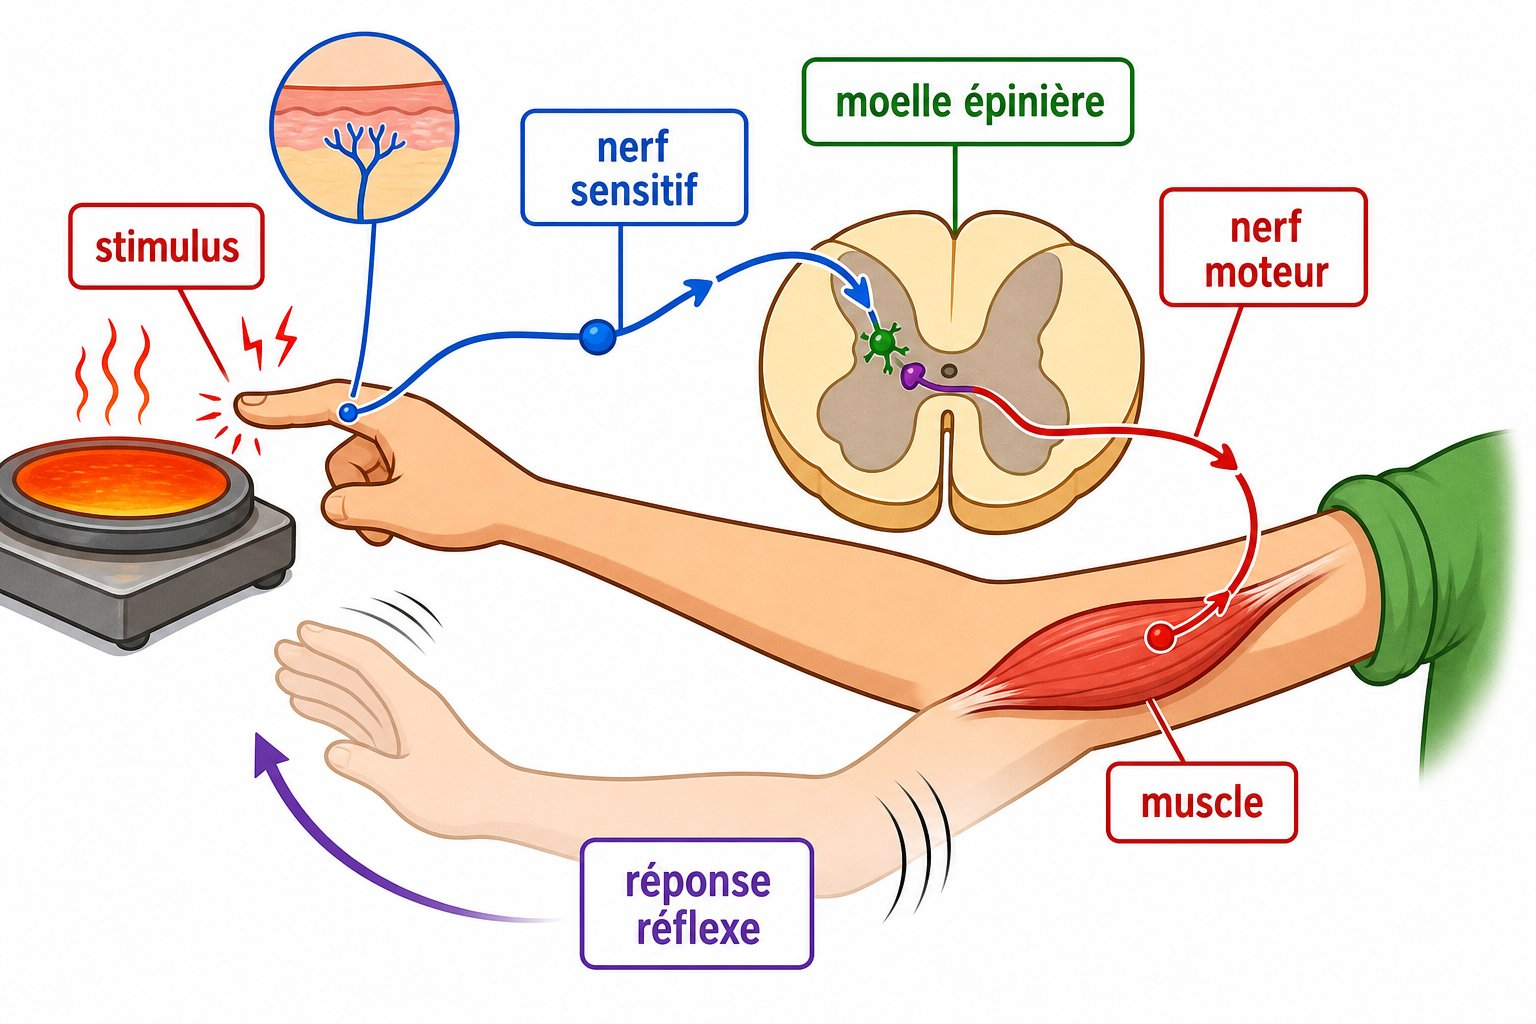 stimulus
nerf
sensitif
moelle épinière
nerf
moteur
muscle
réponse
réflexe